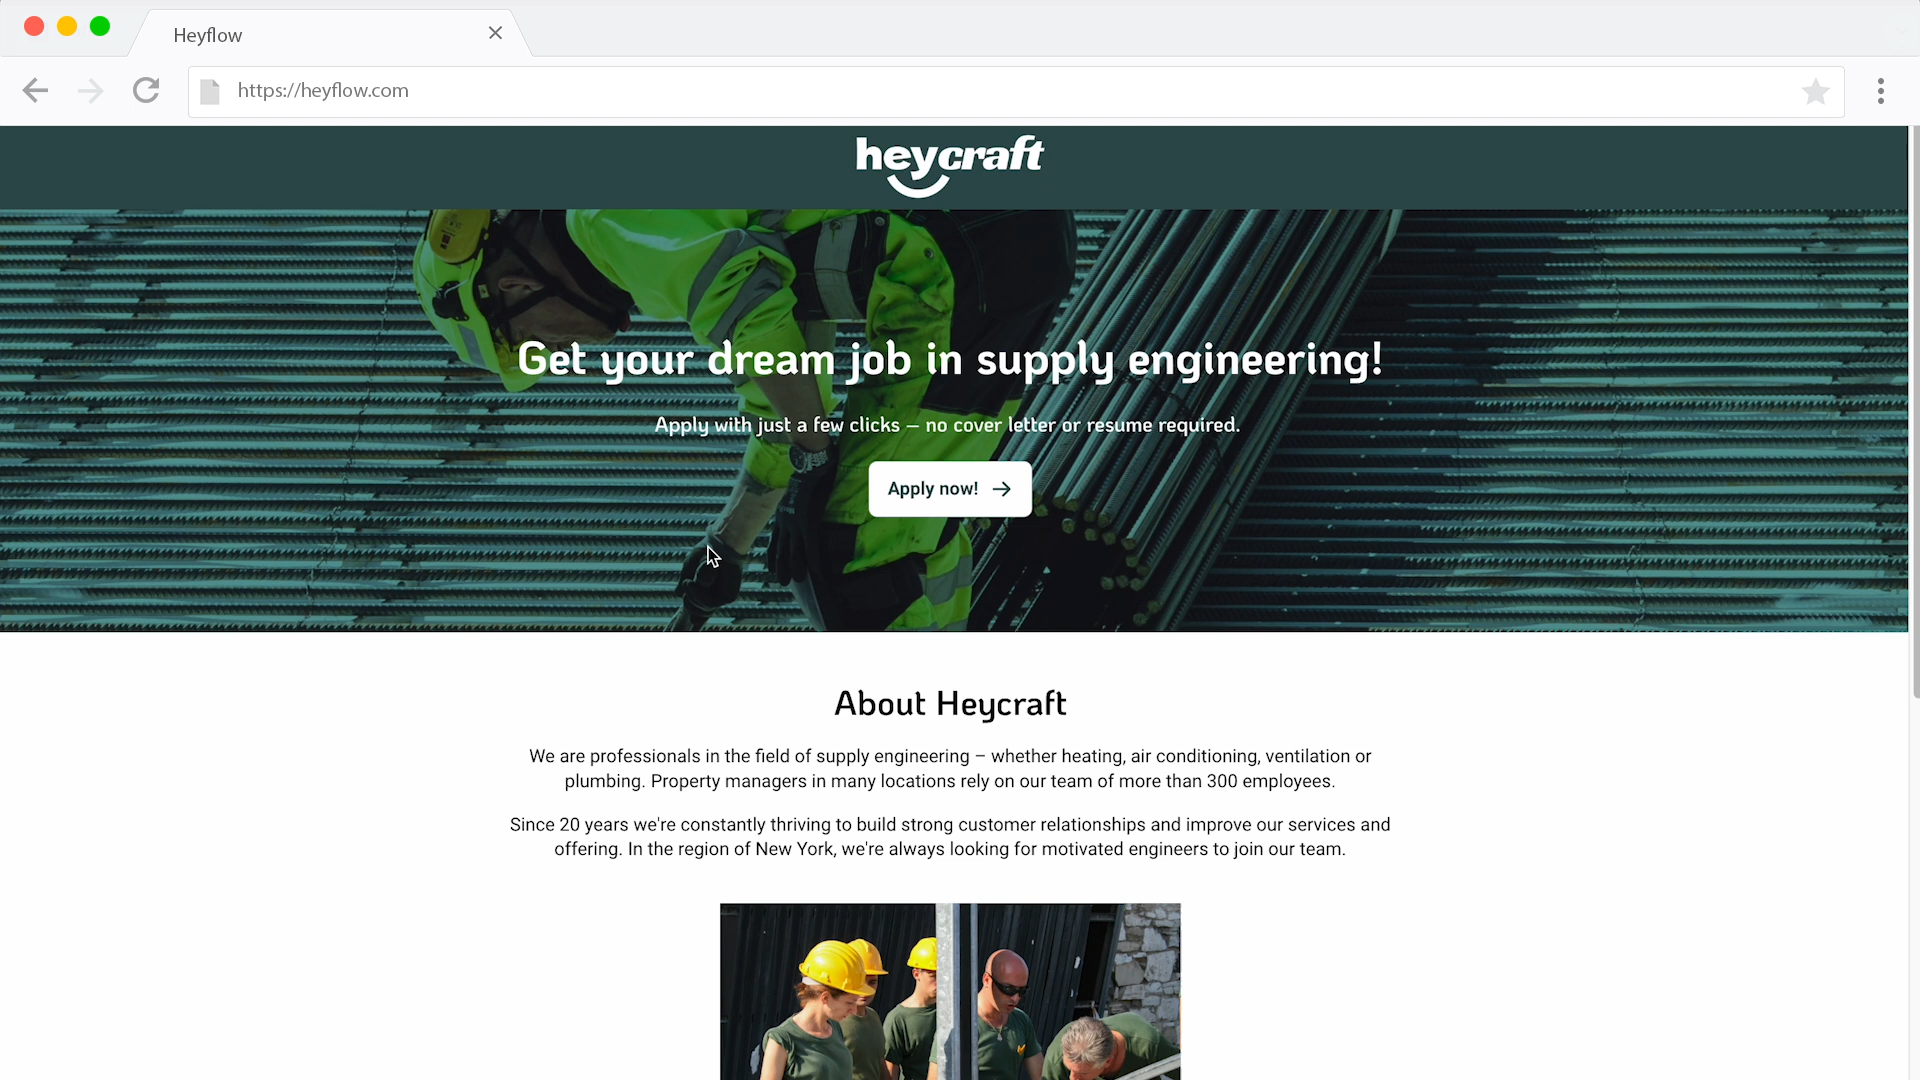 Heyflow
https://heyflow.com
heycraft
Get your dream job in supply engineering!
Apply with just a few clicks – no cover letter or resume required.
Apply now!
About Heycraft
We are professionals in the field of supply engineering – whether heating, air conditioning, ventilation or
plumbing. Property managers in many locations rely on our team of more than 300 employees.
Since 20 years we're constantly thriving to build strong customer relationships and improve our services and
offering. In the region of New York, we're always looking for motivated engineers to join our team.